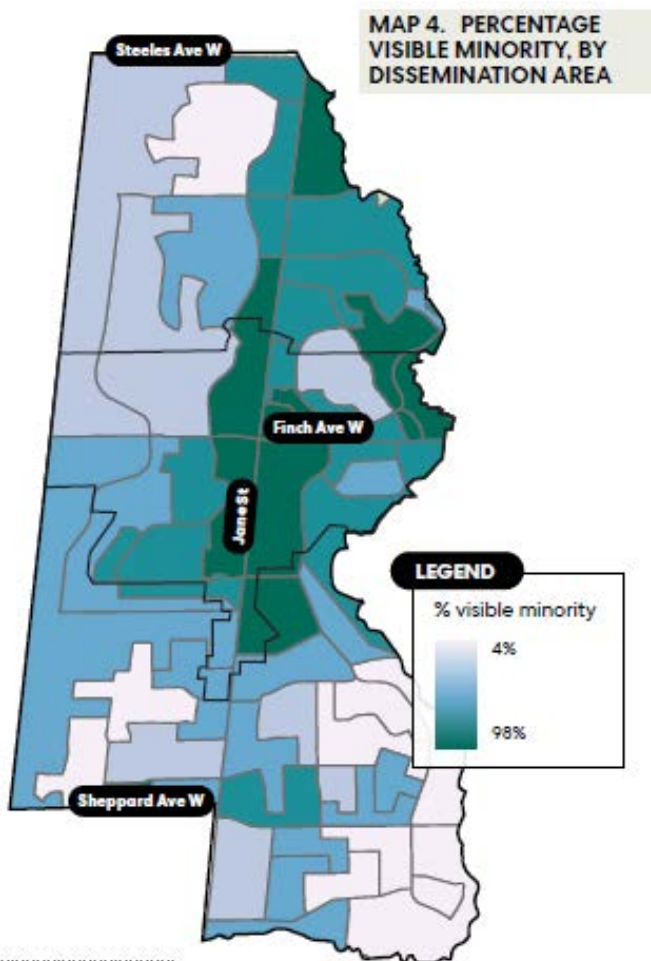 MAP 4. PERCENTAGE
VISIBLE MINORITY, BY
DISSEMINATION AREA
Steeles Ave W
Finch Ave W
Jane St
LEGEND
% visible minority
4%
98%
Sheppard Ave W